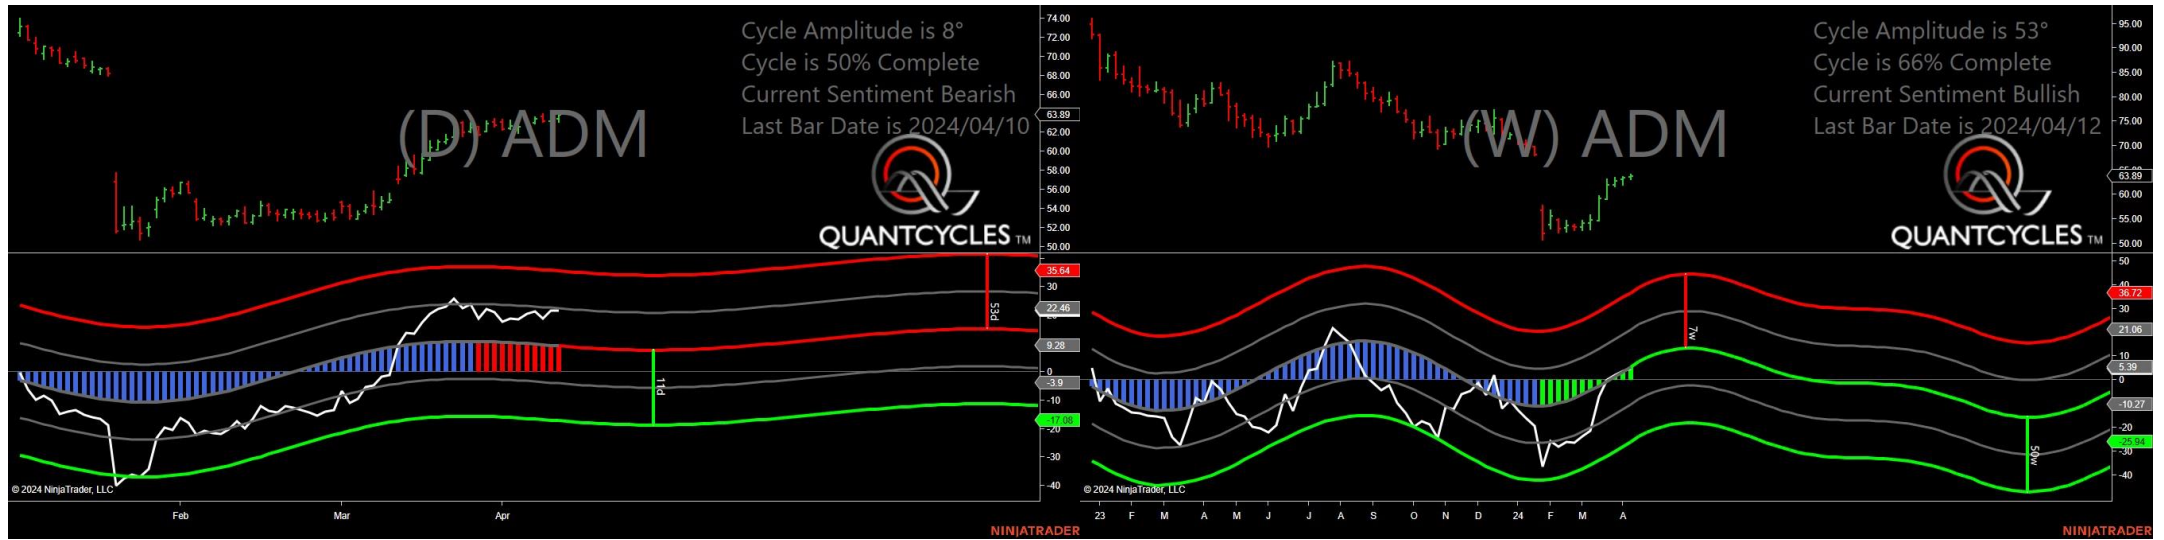 Cycle Amplitude is 8°
Cycle is 50% Complete
Current Sentiment Bearish
Last Bar Date is 2024/04/10
(D) ADM
QUANTCYCLES TM
74.00
72.00
70.00
68.00
66.00
63.89
62.00
60.00
58.00
56.00
54.00
52.00
50.00
35.64
30
22.46
9.28
0
-3.9
-10
-17.08
-20
-30
-40
53d
11d
© 2024 NinjaTrader, LLC
Feb Mar Apr
NINJATRADER
Cycle Amplitude is 53°
Cycle is 66% Complete
Current Sentiment Bullish
Last Bar Date is 2024/04/12
(W) ADM
QUANTCYCLES TM
95.00
90.00
85.00
80.00
75.00
70.00
63.89
60.00
55.00
50.00
50
36.72
30
21.06
10
5.39
0
-10.27
-20
-25.94
-30
-40
7w
50w
© 2024 NinjaTrader, LLC
23 F M A M J J A S O N D 24 F M A
NINJATRADER